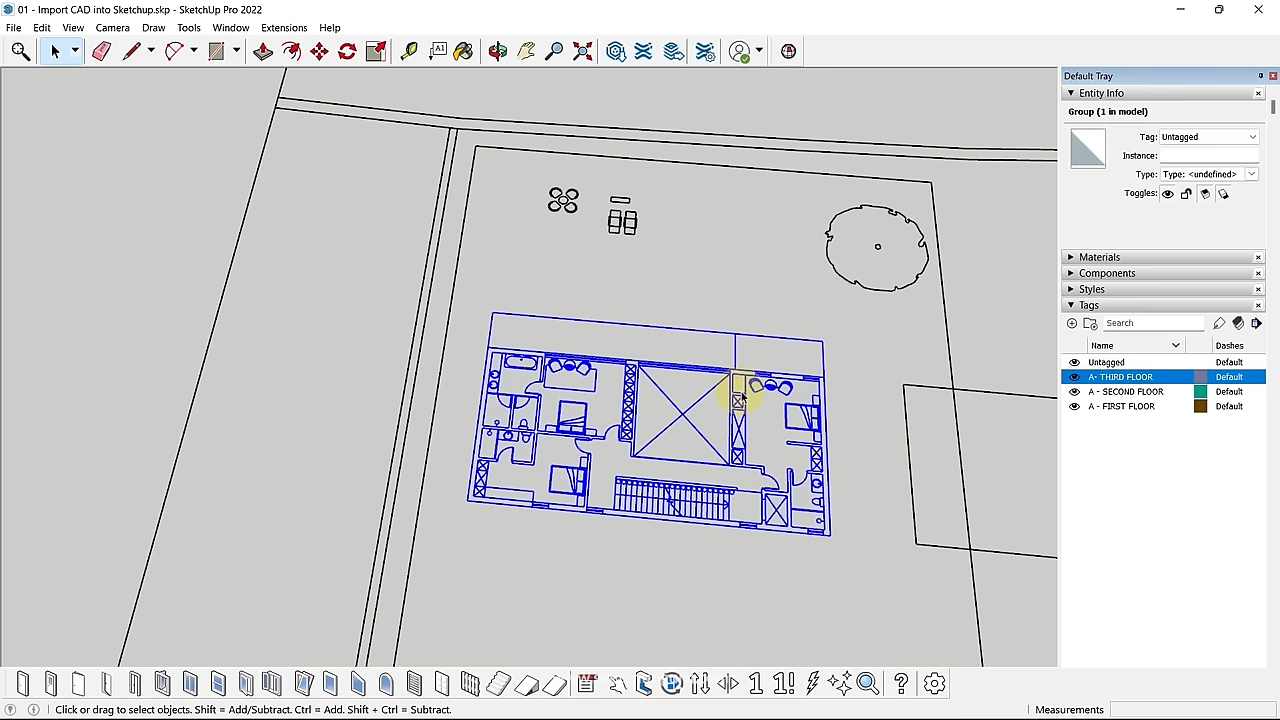 01 - Import CAD into Sketchup.skp - SketchUp Pro 2022
File Edit View Camera Draw Tools Window Extensions Help
A1
Default Tray
Entity Info
Group (1 in model)
Tag: Untagged
Instance:
Type: Type: <undefined>
Toggles:
Materials
Components
Styles
Tags
Search
Name Dashes
Untagged Default
A- THIRD FLOOR Default
A - SECOND FLOOR Default
A - FIRST FLOOR Default
1 1! ?
Click or drag to select objects. Shift = Add/Subtract. Ctrl = Add. Shift + Ctrl = Subtract.
Measurements